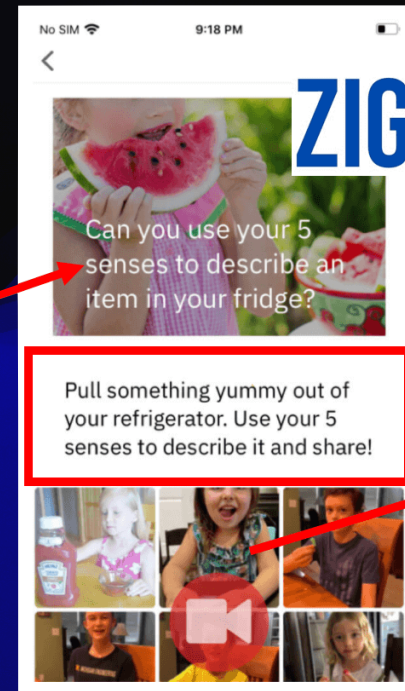 No SIM 9:18 PM
ZIG
Can you use your 5
senses to describe an
item in your fridge?
Pull something yummy out of
your refrigerator. Use your 5
senses to describe it and share!
HEINZ